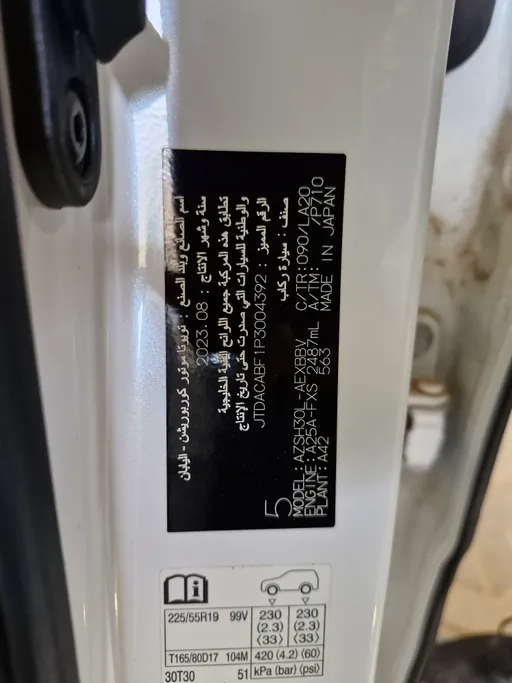 اسم الصانع وبلد الصنع : تويوتا موتور كوربوريشن - اليابان
سنة وشهر الإنتاج : 2023.08
تطابق هذه المركبة جميع اللوائح الفنية الخليجية
والوطنية للسيارات التي صدرت حتى تاريخ الإنتاج
الرقم المميز : JTDACABF1P3004392
صنف : سيارة ركاب
5
MODEL: AZSH30L-AEXBBV C/TR: 090/LA20
ENGINE: A25A-FXS 2487mL A/TM: /P710
PLANT: A42 563 MADE IN JAPAN
225/55R19 99V 230 (2.3) (33) 230 (2.3) (33)
T165/80D17 104M 420 (4.2) (60)
30T30 51 kPa (bar) (psi)